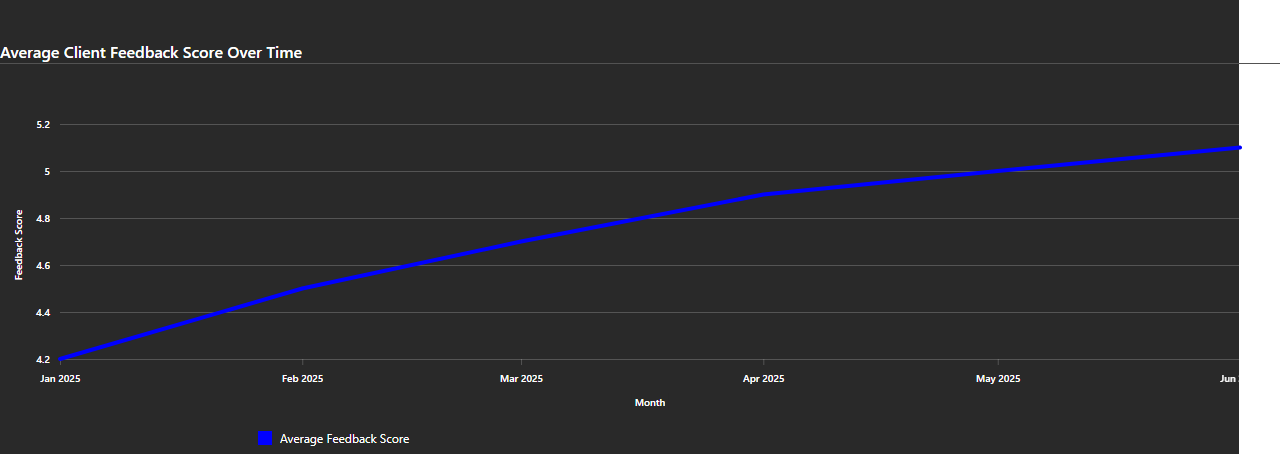 Average Client Feedback Score Over Time
5.2
5
4.8
Feedback Score
4.6
4.4
4.2
Jan 2025 Feb 2025 Mar 2025 Apr 2025 May 2025 Jun
Month
Average Feedback Score